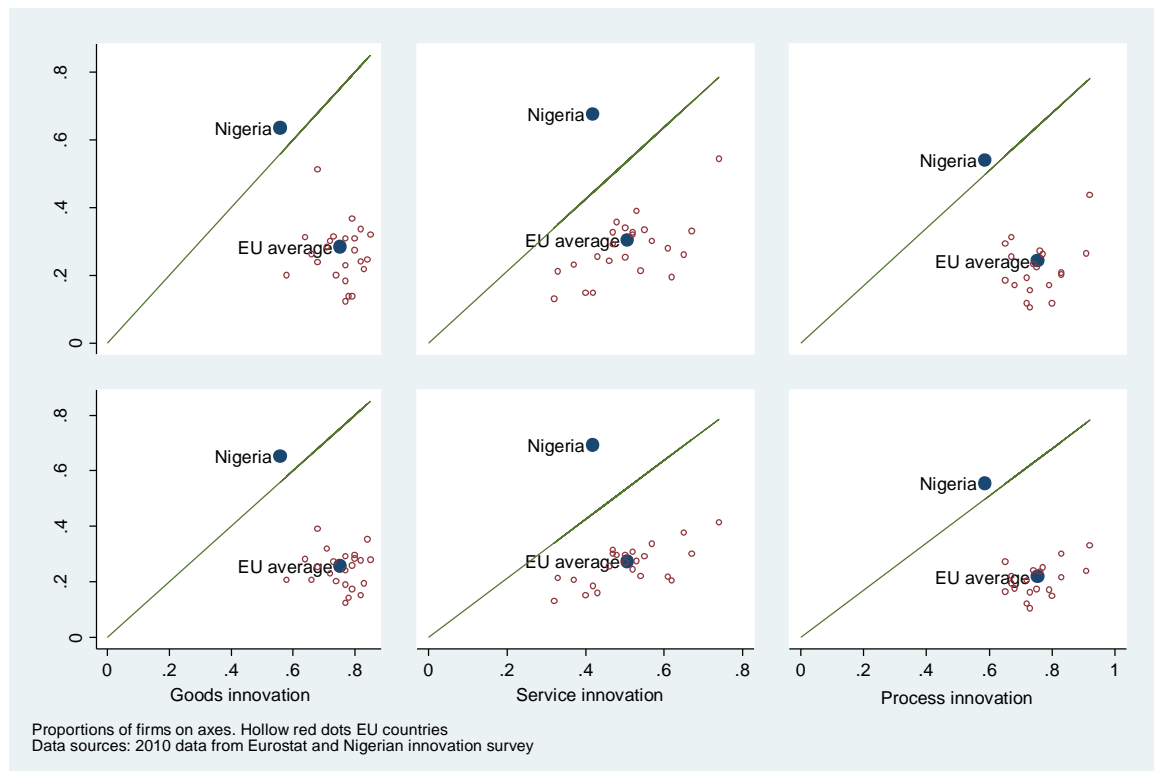 .8
.6
.4
.2
0
Nigeria
EU average
Nigeria
EU average
Nigeria
EU average
.8
.6
.4
.2
0
Nigeria
EU average
Nigeria
EU average
Nigeria
EU average
0 .2 .4 .6 .8
0 .2 .4 .6 .8
0 .2 .4 .6 .8 1
Goods innovation
Service innovation
Process innovation
Proportions of firms on axes. Hollow red dots EU countries
Data sources: 2010 data from Eurostat and Nigerian innovation survey